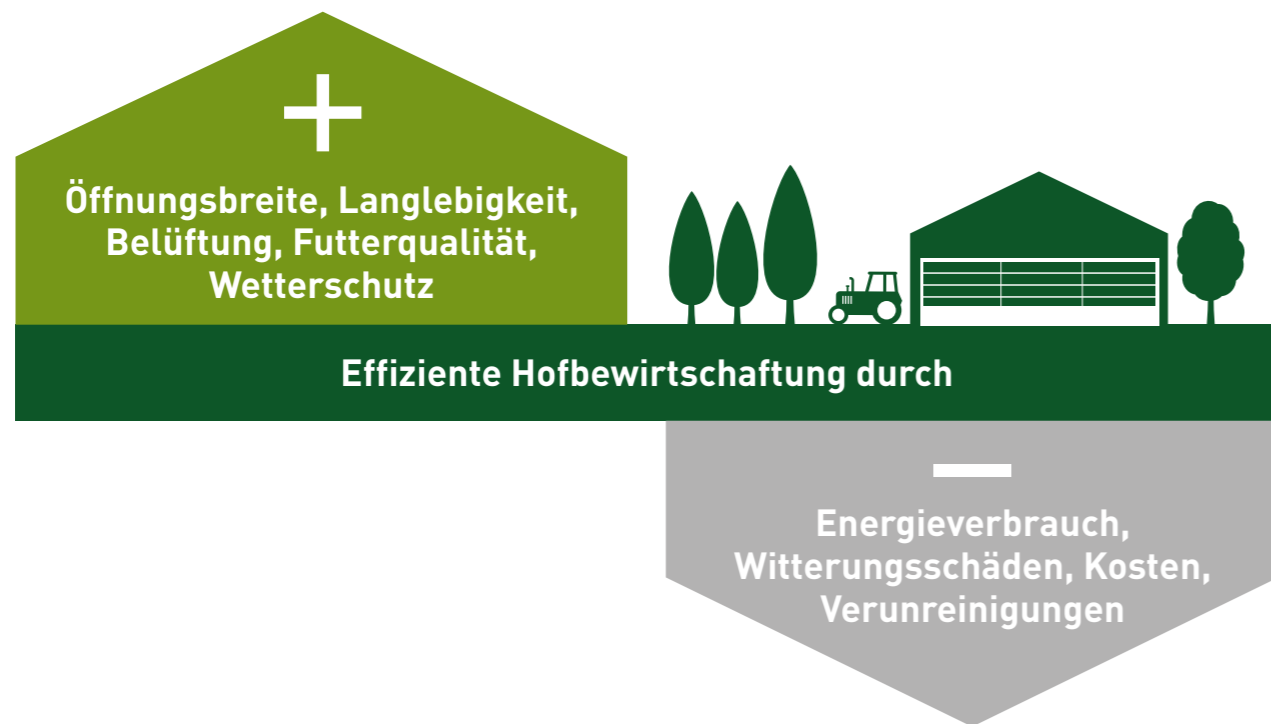 +
Öffnungsbreite, Langlebigkeit,
Belüftung, Futterqualität,
Wetterschutz
Effiziente Hofbewirtschaftung durch
−
Energieverbrauch,
Witterungsschäden, Kosten,
Verunreinigungen